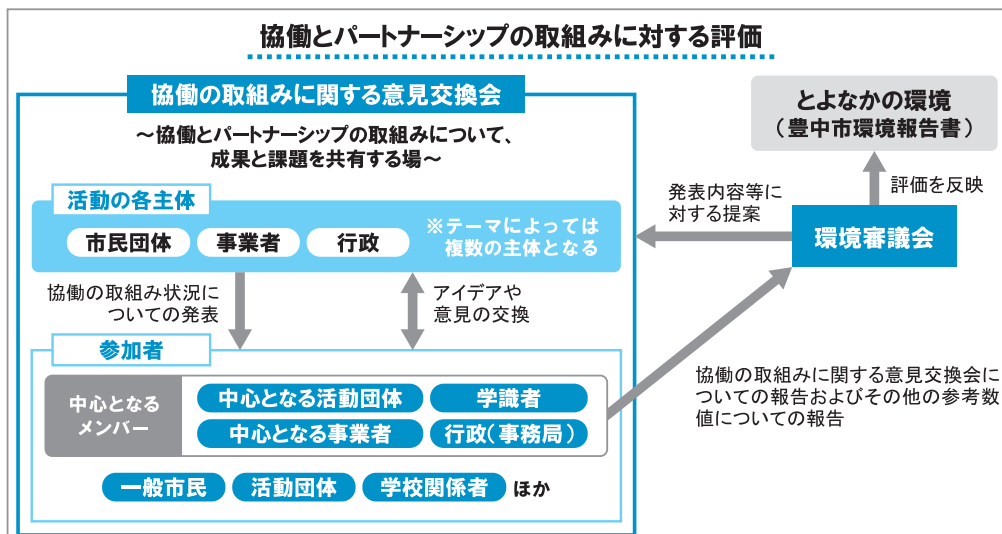 協働とパートナーシップの取組みに対する評価
協働の取組みに関する意見交換会
～協働とパートナーシップの取組みについて、
成果と課題を共有する場～
活動の各主体
市民団体
事業者
行政
※テーマによっては
複数の主体となる
協働の取組み状況に
ついての発表
アイデアや
意見の交換
参加者
中心となる
メンバー
中心となる活動団体
学識者
中心となる事業者
行政（事務局）
一般市民
活動団体
学校関係者
ほか
とよなかの環境
（豊中市環境報告書）
評価を反映
発表内容等に
対する提案
環境審議会
協働の取組みに関する意見交換会に
ついての報告およびその他の参考数
値についての報告